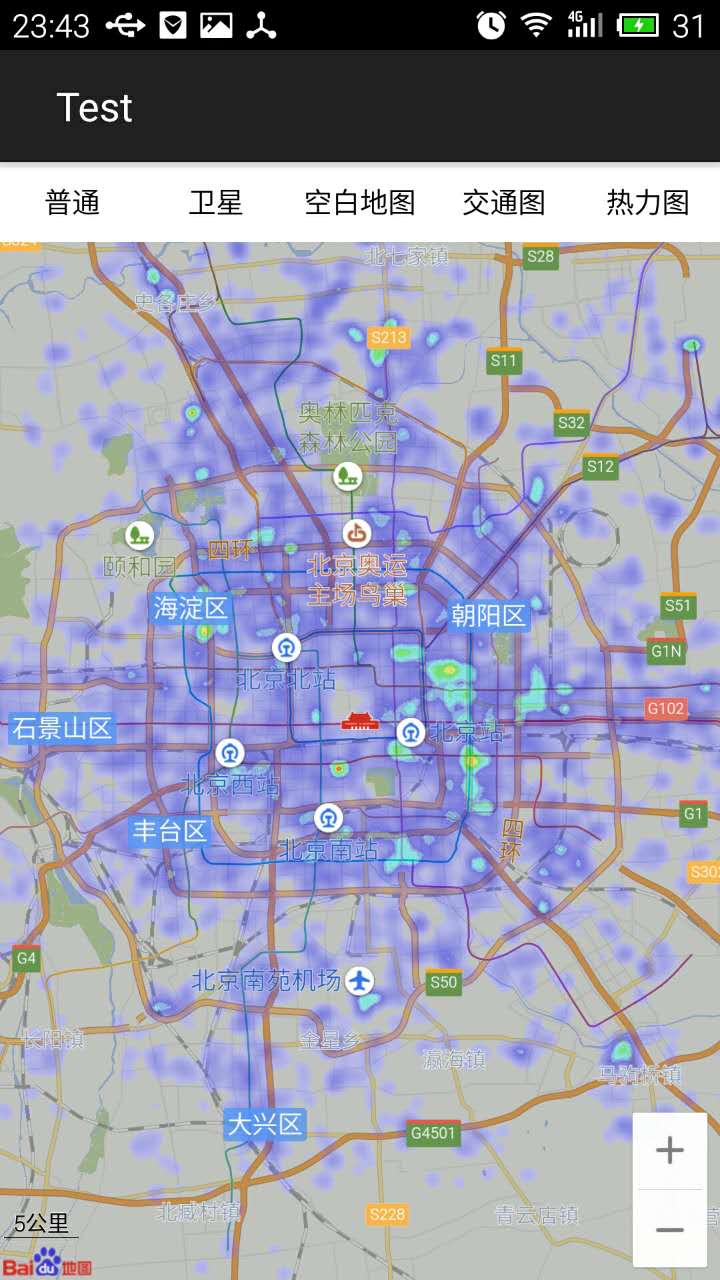 23:43
4G
31
Test
普通 卫星 空白地图 交通图 热力图
北七家镇
S28
史各庄乡
S213
S11
奥林匹克
森林公园
S32
S12
四环
颐和园
北京奥运
主场鸟巢
海淀区
朝阳区
S51
G1N
北京北站
G102
石景山区
北京站
北京西站
G1
丰台区
四环
北京南站
G4
北京南苑机场
S50
长阳镇
金星乡
瀛海镇
马驹桥镇
大兴区
G4501
+
5公里
北臧村镇
S228
青云店镇
−
Bai du 地图